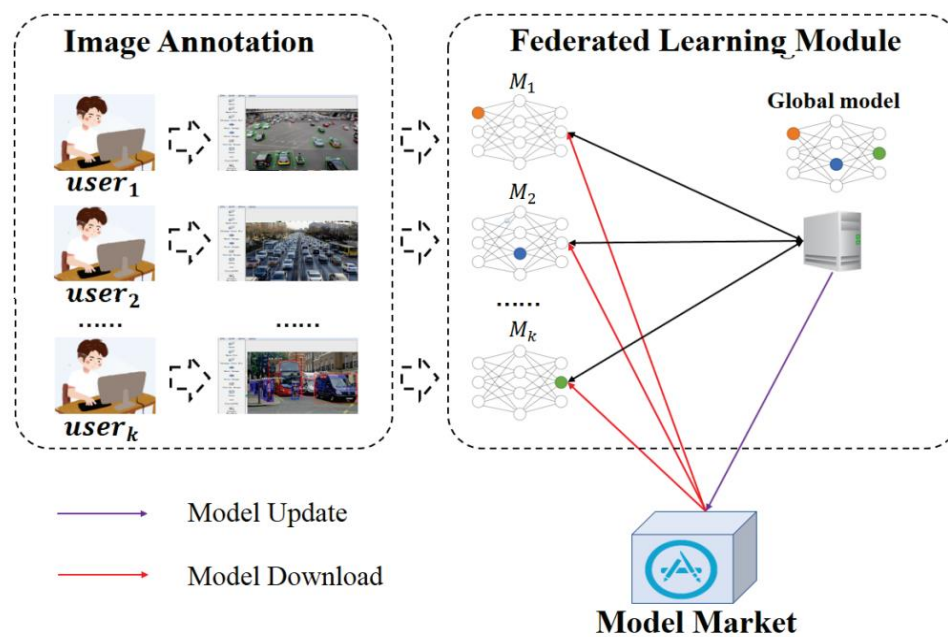 Image Annotation
user₁
user₂
......
......
userₖ
Federated Learning Module
M₁
Global model
M₂
......
Mₖ
Model Update
Model Download
Model Market